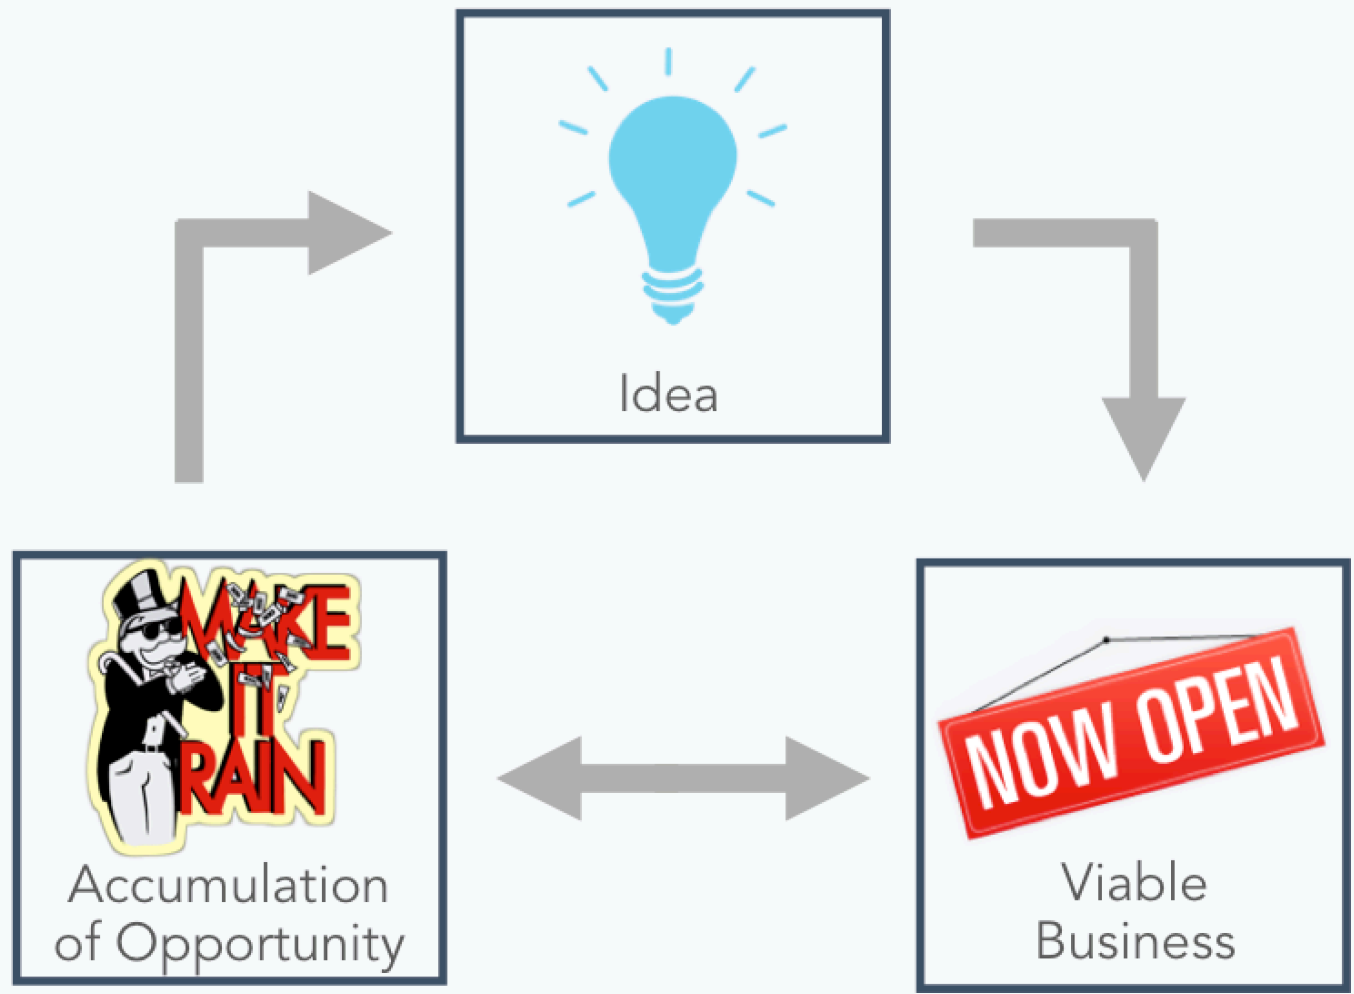 Idea
MAKE
IT
RAIN
Accumulation
of Opportunity
NOW OPEN
Viable
Business